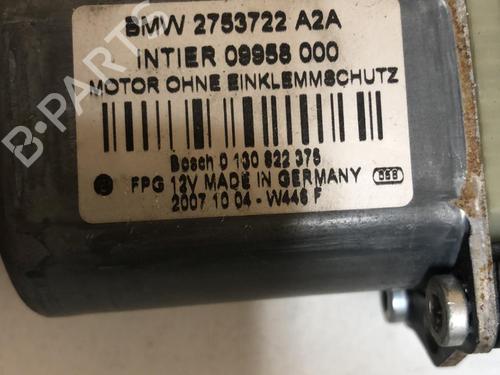 BMW 2753722 A2A
INTIER 09958 000
MOTOR OHNE EINKLEMMSCHUTZ
Bosch 0 130 822 375
FPG 12V MADE IN GERMANY
2007 10 04 - W446 F
B-PARTS